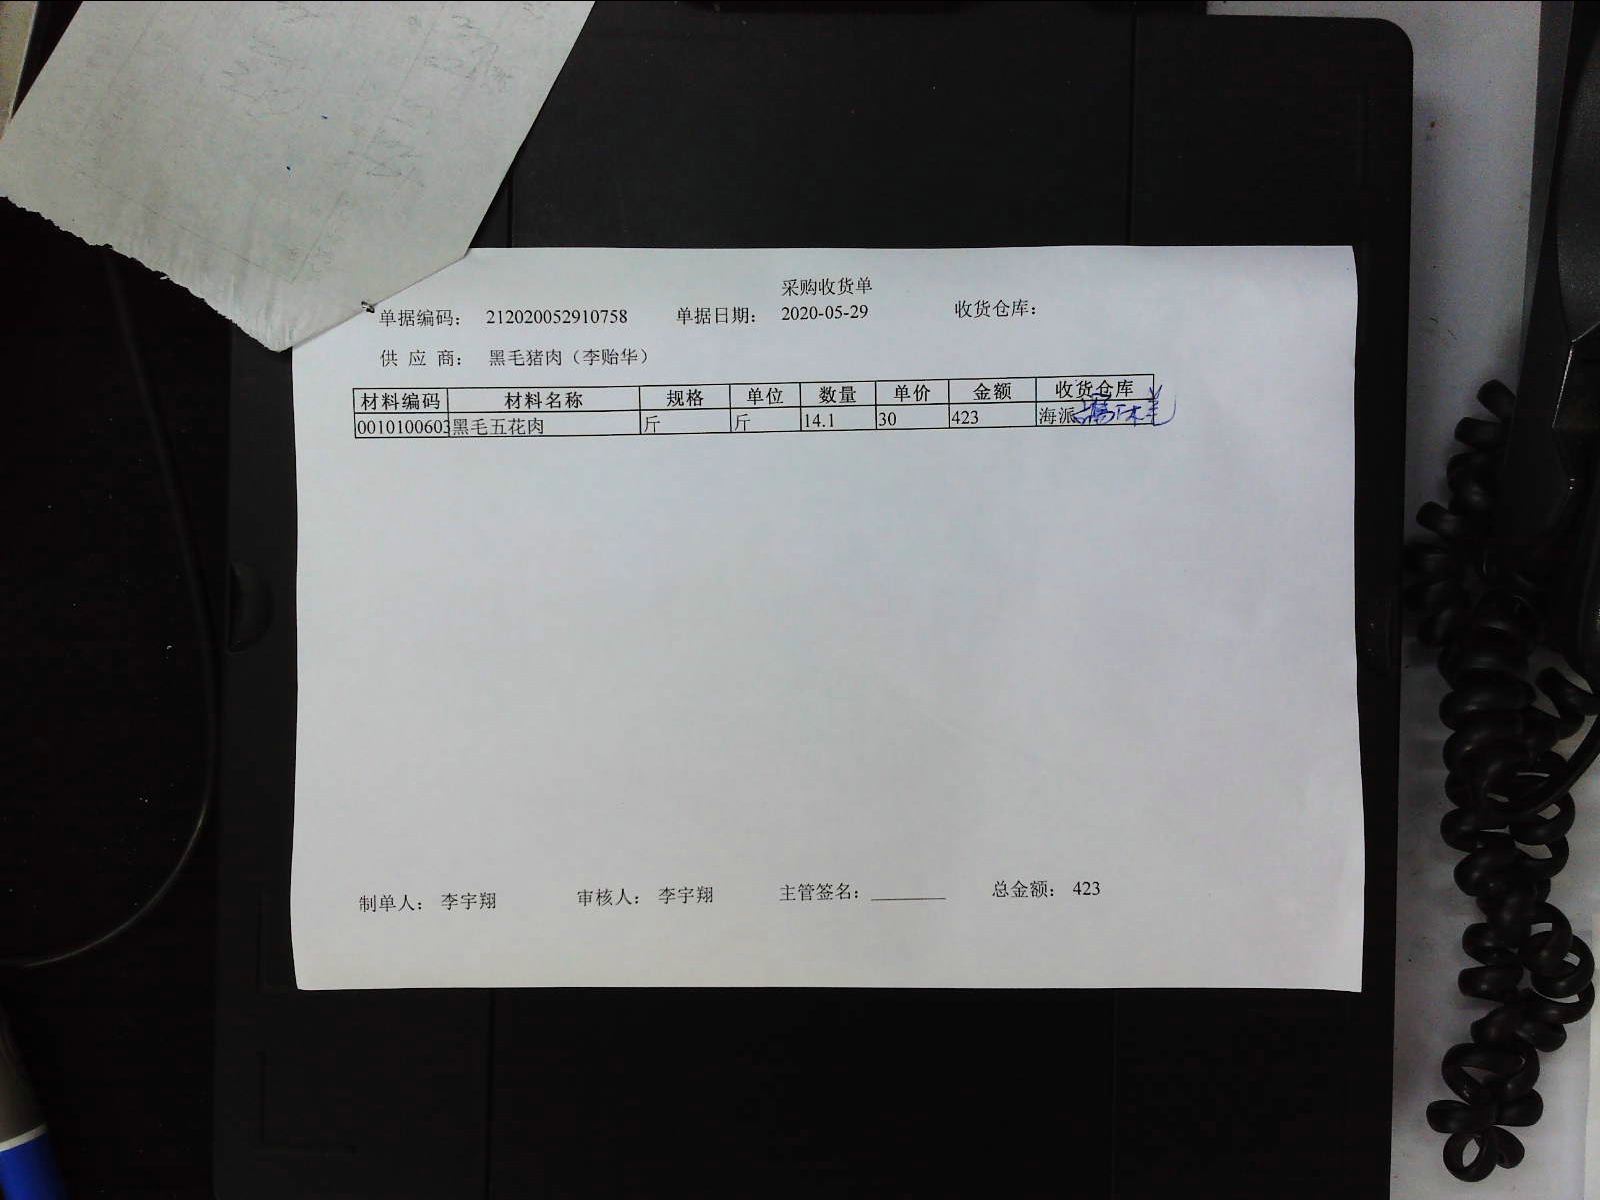 采购收货单
单据编码： 212020052910758 单据日期： 2020-05-29 收货仓库：
供 应 商： 黑毛猪肉（李贻华）
材料编码 材料名称 规格 单位 数量 单价 金额 收货仓库
0010100603 黑毛五花肉 斤 斤 14.1 30 423 海派
制单人： 李宇翔 审核人： 李宇翔 主管签名： 总金额： 423